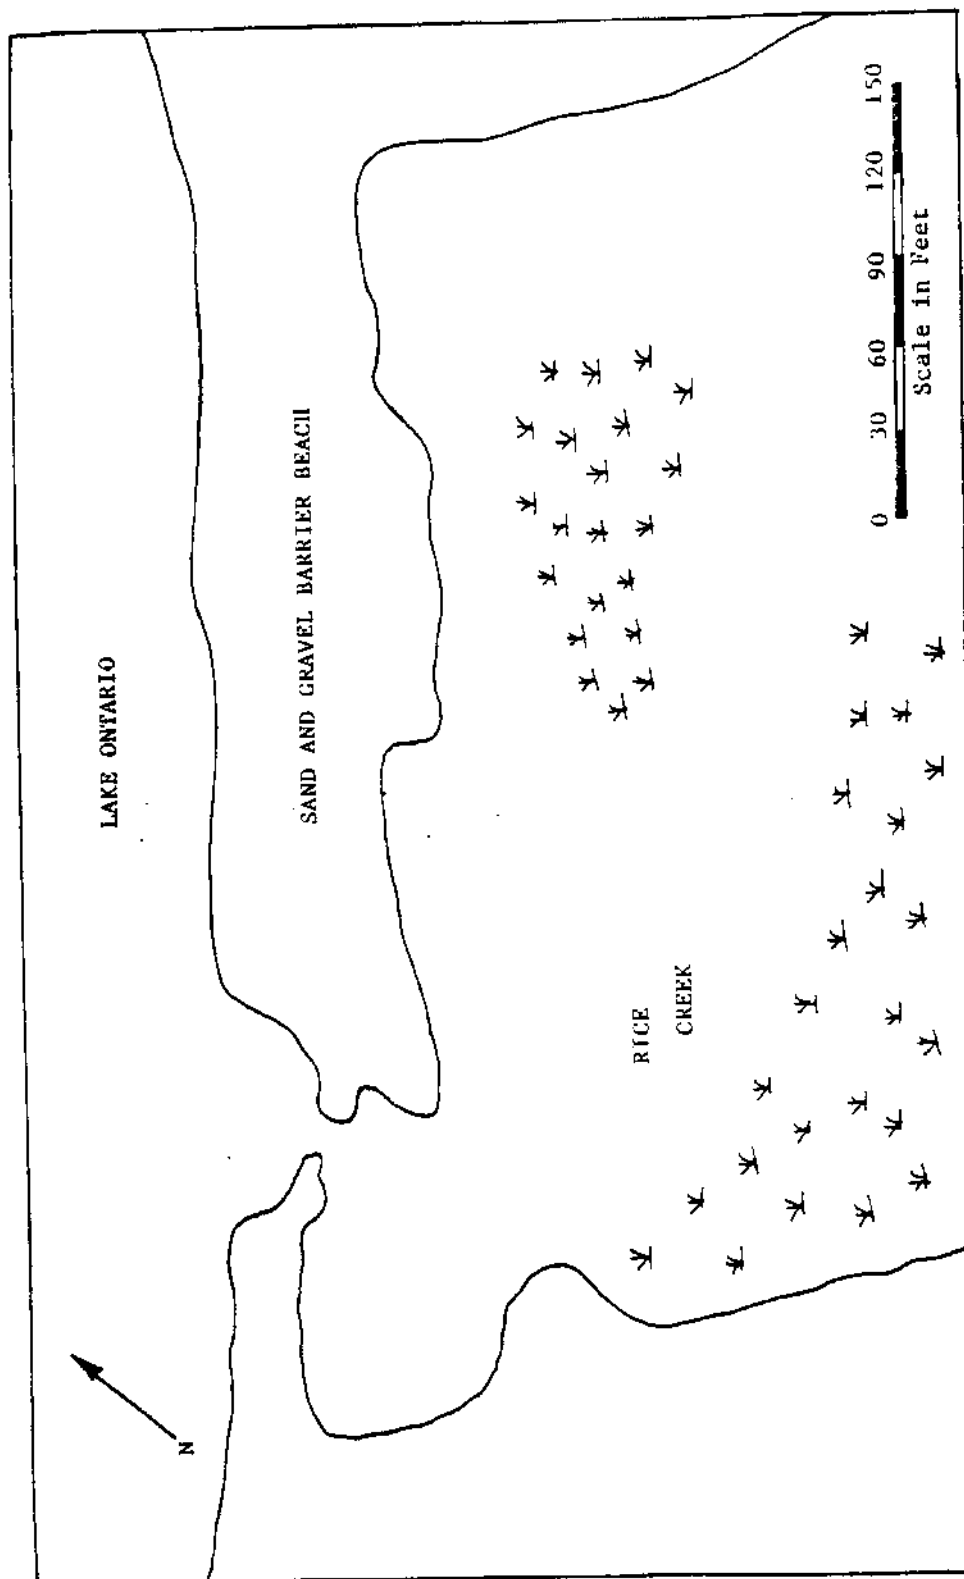 LAKE ONTARIO
SAND AND GRAVEL BARRIER BEACH
RICE
CREEK
N
0 30 60 90 120 150
Scale in Feet